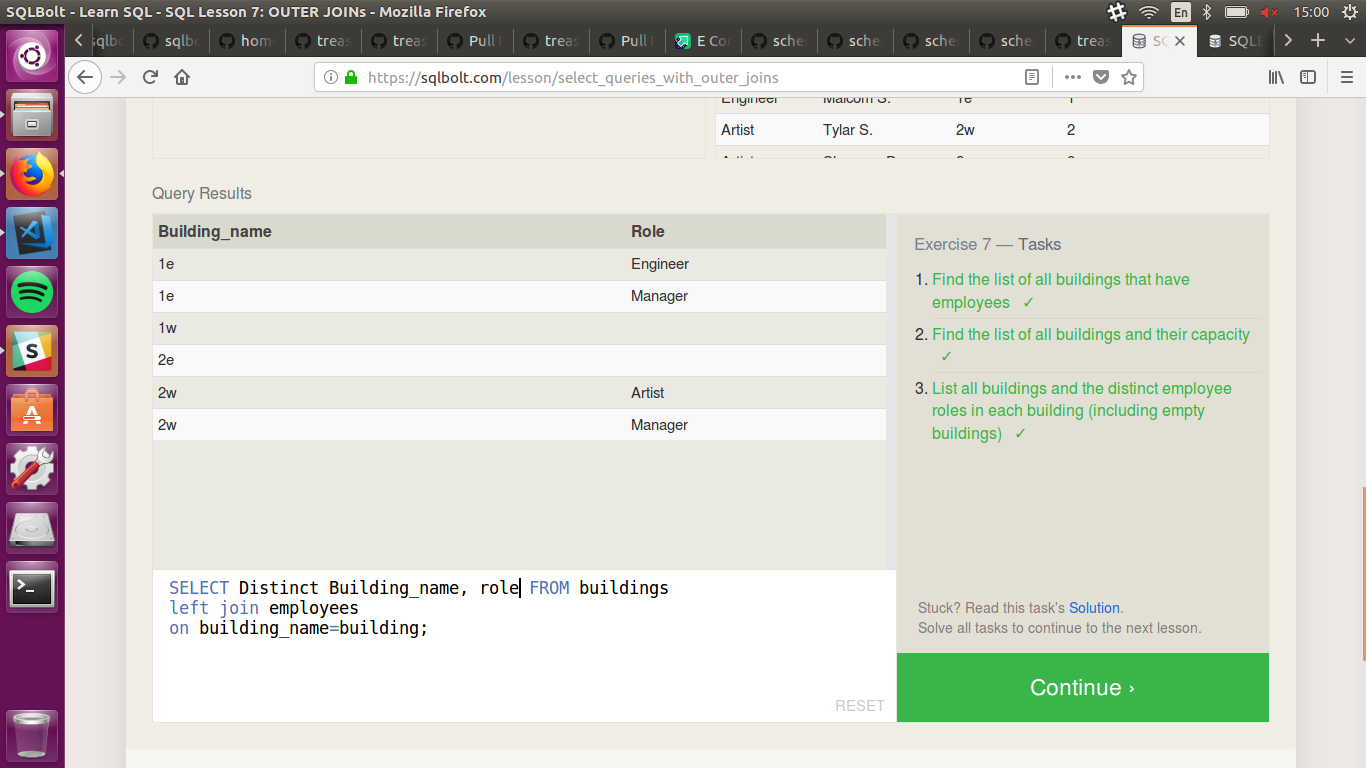 SQLBolt - Learn SQL - SQL Lesson 7: OUTER JOINs - Mozilla Firefox
En
15:00
sqlb
hom
treas
treas
Pull
treas
Pull
E Co
sche
sche
sche
sche
treas
SQLB
https://sqlbolt.com/lesson/select_queries_with_outer_joins
Engineer Malcom S. 1e 1
Artist Tylar S. 2w 2
Query Results
Building_name Role
1e Engineer
1e Manager
1w
2e
2w Artist
2w Manager
SELECT Distinct Building_name, role FROM buildings
left join employees
on building_name=building;
RESET
Exercise 7 — Tasks
1. Find the list of all buildings that have
employees ✓
2. Find the list of all buildings and their capacity
✓
3. List all buildings and the distinct employee
roles in each building (including empty
buildings) ✓
Stuck? Read this task's Solution.
Solve all tasks to continue to the next lesson.
Continue ›